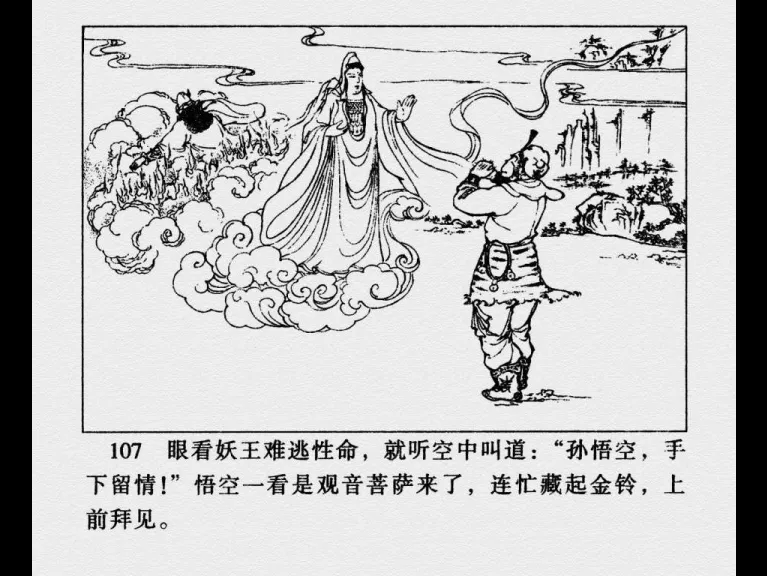 107 眼看妖王难逃性命，就听空中叫道：“孙悟空，手
下留情！”悟空一看是观音菩萨来了，连忙藏起金铃，上
前拜见。